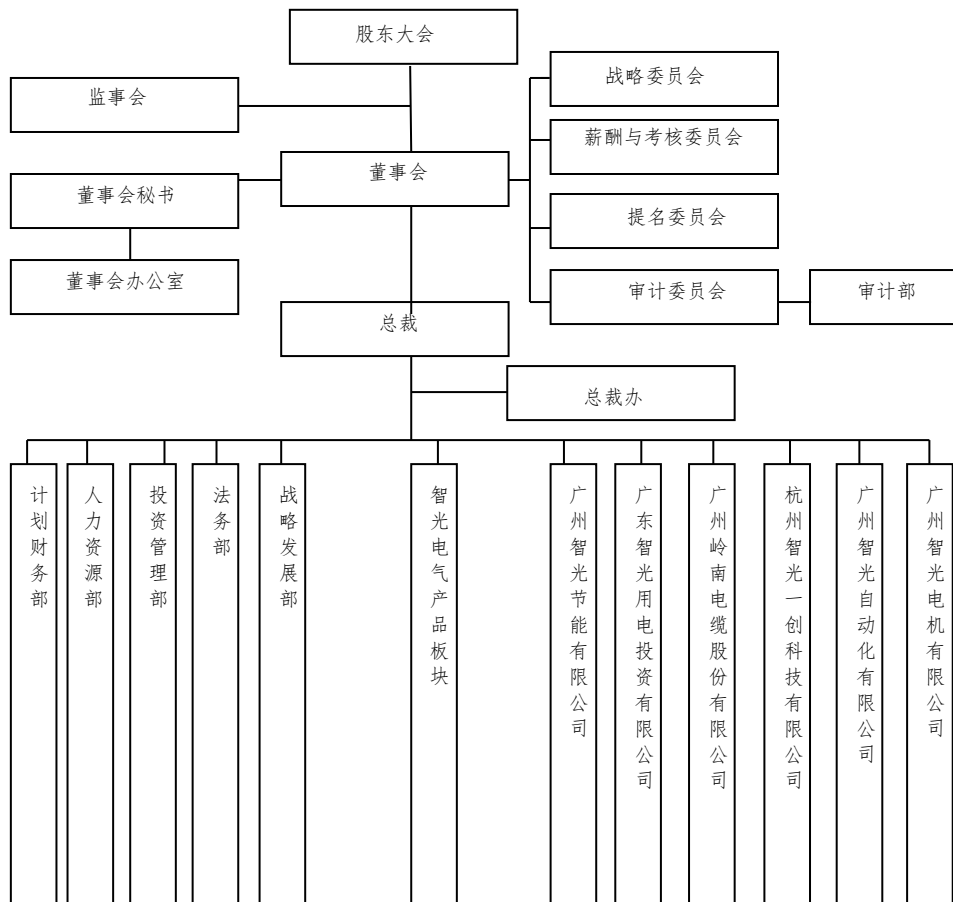 股东大会
战略委员会
监事会
薪酬与考核委员会
董事会
董事会秘书
提名委员会
董事会办公室
审计委员会
审计部
总裁
总裁办
计划财务部
人力资源部
投资管理部
法务部
战略发展部
智光电气产品板块
广州智光节能有限公司
广东智光用电投资有限公司
广州岭南电缆股份有限公司
杭州智光一创科技有限公司
广州智光自动化有限公司
广州智光电机有限公司